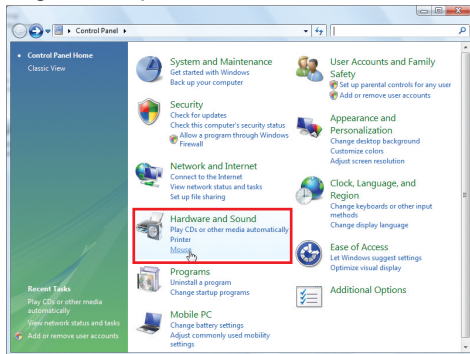 Control Panel
Control Panel Home
Classic View
System and Maintenance
Get started with Windows
Back up your computer
Security
Check for updates
Check this computer's security status
Allow a program through Windows
Firewall
Network and Internet
Connect to the Internet
View network status and tasks
Set up file sharing
Hardware and Sound
Play CDs or other media automatically
Printer
Mouse
Programs
Uninstall a program
Change startup programs
Mobile PC
Change battery settings
Adjust commonly used mobility
settings
User Accounts and Family
Safety
Set up parental controls for any user
Add or remove user accounts
Appearance and
Personalization
Change desktop background
Customize colors
Adjust screen resolution
Clock, Language, and
Region
Change keyboards or other input
methods
Change display language
Ease of Access
Let Windows suggest settings
Optimize visual display
Additional Options
Recent Tasks
Play CDs or other media
automatically
View network status and tasks
Add or remove user accounts